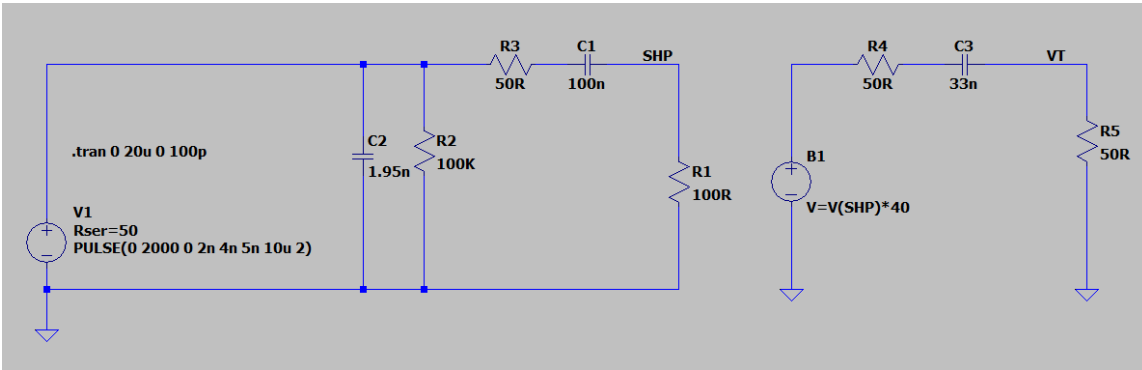 R3
50R
C1
100n
SHP
R4
50R
C3
33n
VT
.tran 0 20u 0 100p
C2
1.95n
R2
100K
R1
100R
B1
V=V(SHP)*40
R5
50R
V1
Rser=50
PULSE(0 2000 0 2n 4n 5n 10u 2)